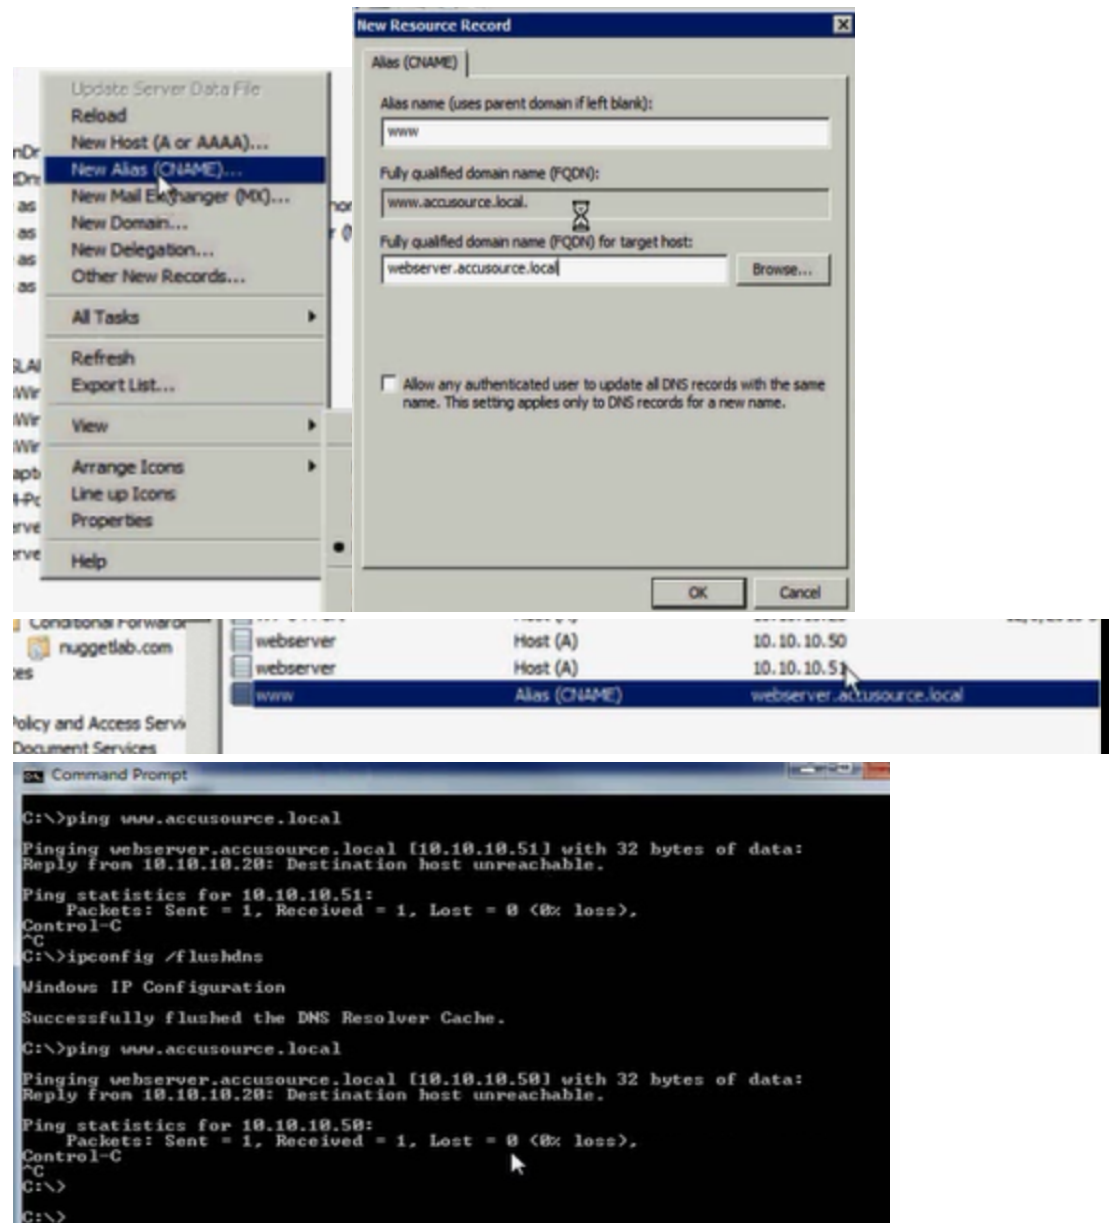 Update Server Data File
Reload
New Host (A or AAAA)...
New Alias (CNAME)...
New Mail Exchanger (MX)...
New Domain...
New Delegation...
Other New Records...
All Tasks
Refresh
Export List...
View
Arrange Icons
Line up Icons
Properties
Help
New Resource Record
Alias (CNAME)
Alias name (uses parent domain if left blank):
www
Fully qualified domain name (FQDN):
www.accusource.local.
Fully qualified domain name (FQDN) for target host:
webserver.accusource.local
Browse...
Allow any authenticated user to update all DNS records with the same
name. This setting applies only to DNS records for a new name.
OK Cancel
Conditional Forwarder
nuggetlab.com
webserver Host (A) 10.10.10.50
webserver Host (A) 10.10.10.51
www Alias (CNAME) webserver.accusource.local
Policy and Access Servi
Document Services
Command Prompt
C:\>ping www.accusource.local
Pinging webserver.accusource.local [10.10.10.51] with 32 bytes of data:
Reply from 10.10.10.20: Destination host unreachable.
Ping statistics for 10.10.10.51:
Packets: Sent = 1, Received = 1, Lost = 0 (0% loss),
Control-C
^C
C:\>ipconfig /flushdns
Windows IP Configuration
Successfully flushed the DNS Resolver Cache.
C:\>ping www.accusource.local
Pinging webserver.accusource.local [10.10.10.50] with 32 bytes of data:
Reply from 10.10.10.20: Destination host unreachable.
Ping statistics for 10.10.10.50:
Packets: Sent = 1, Received = 1, Lost = 0 (0% loss),
Control-C
^C
C:\>
C:\>